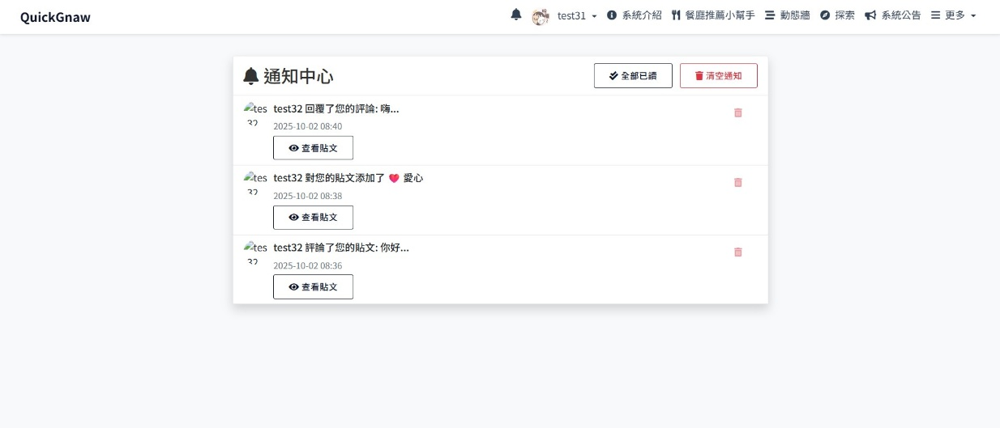 QuickGnaw
test31
系統介紹
餐廳推薦小幫手
動態牆
探索
系統公告
更多
通知中心
全部已讀
清空通知
tes
32
test32 回覆了您的評論: 嗨...
2025-10-02 08:40
查看貼文
tes
32
test32 對您的貼文添加了 ❤️ 愛心
2025-10-02 08:38
查看貼文
tes
32
test32 評論了您的貼文: 你好...
2025-10-02 08:36
查看貼文